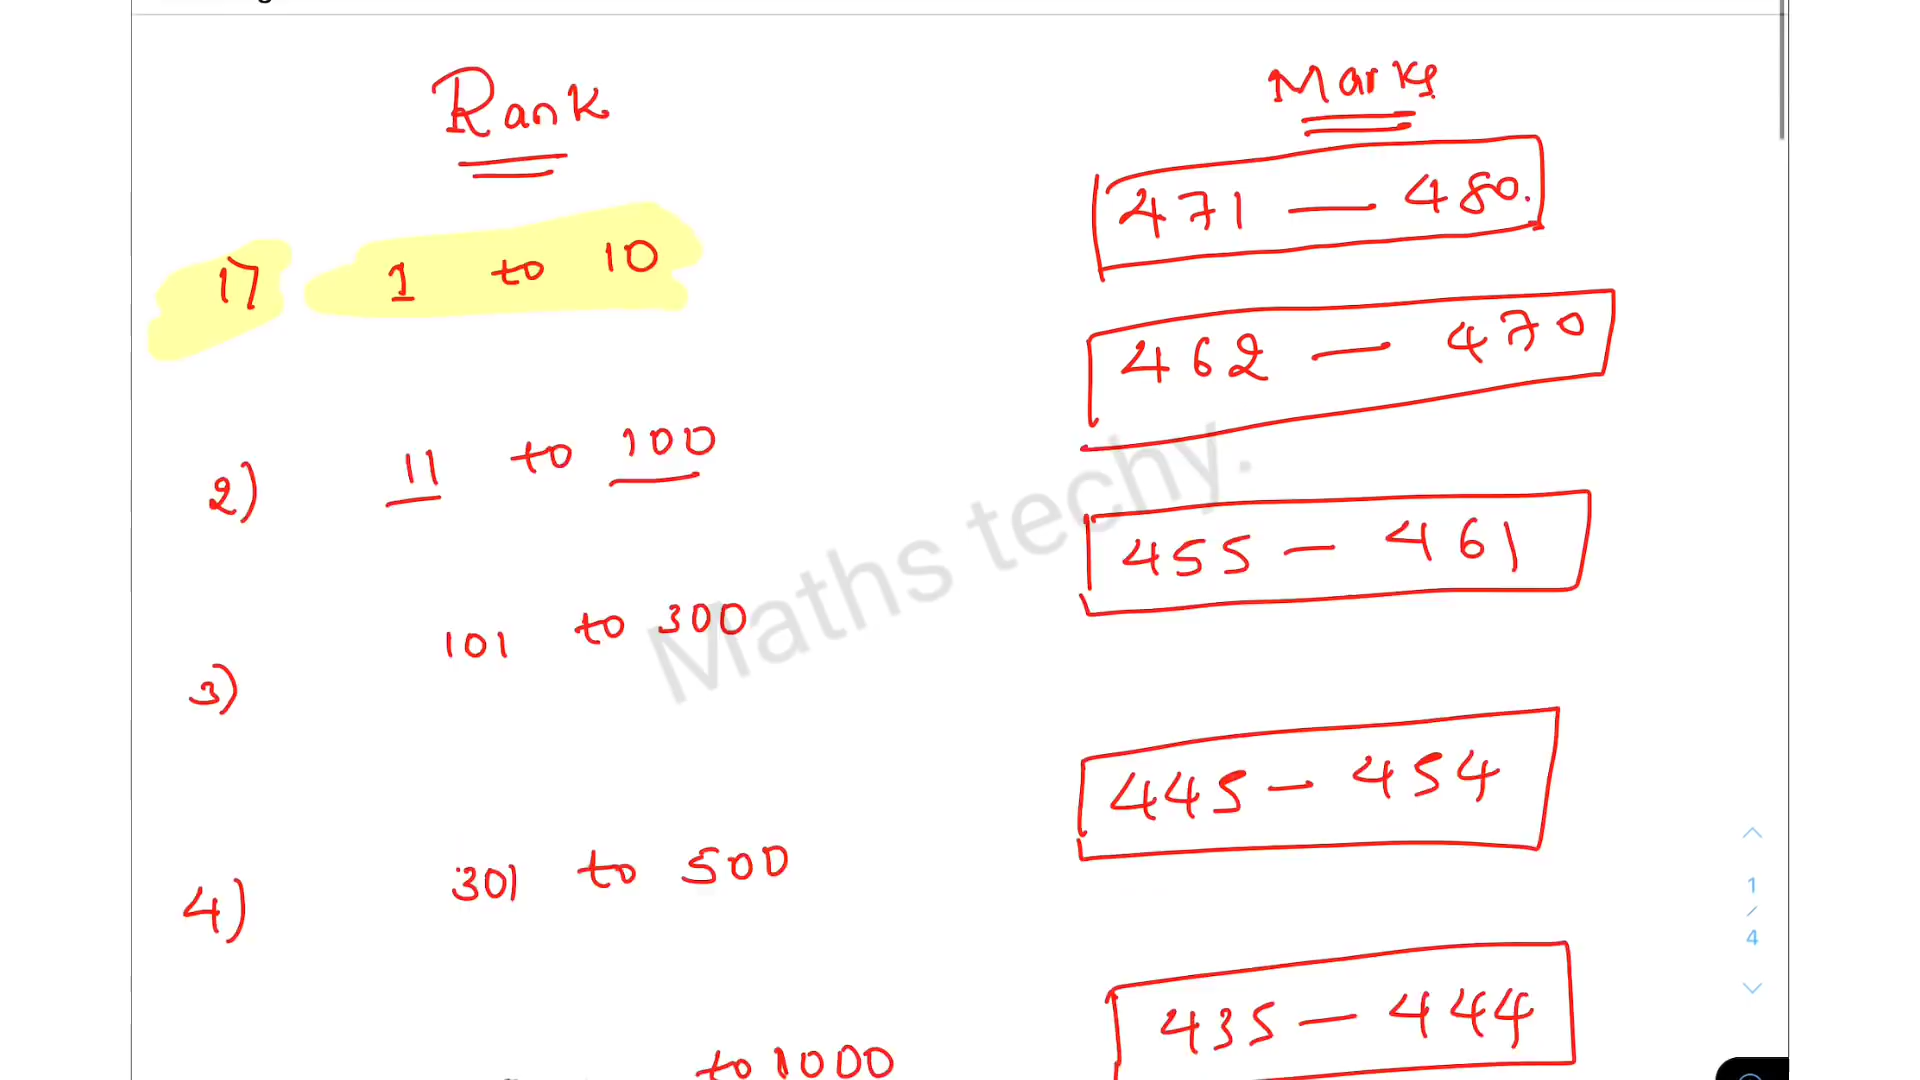 Rank Marks
471 — 480.
1) 1 to 10
462 — 470
2) 11 to 100
455 — 461
3) 101 to 300
Maths techy.
445 — 454
4) 301 to 500
435 — 444
to 1000
1
/
4